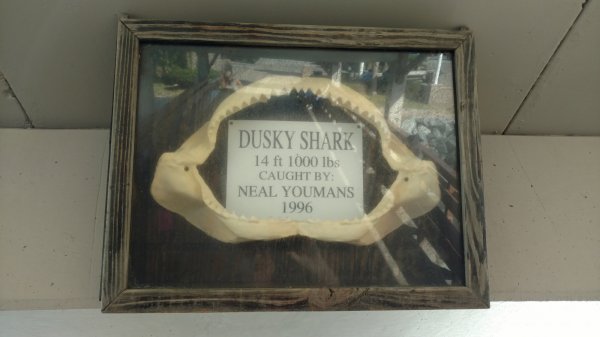 DUSKY SHARK
14 ft 1000 lbs
CAUGHT BY:
NEAL YOUMANS
1996